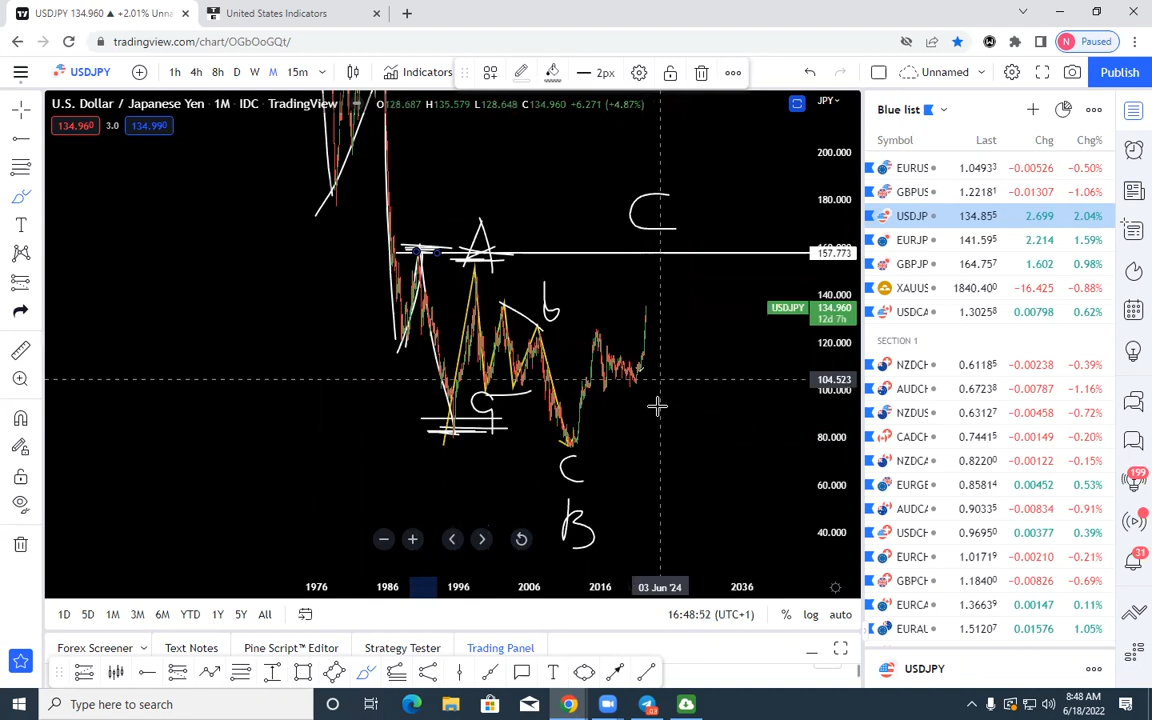 USDJPY 134.960 ▲ +2.01% Unna
United States Indicators
tradingview.com/chart/OGbOoGQt/
N Paused
USDJPY 1h 4h 8h D W M 15m Indicators 2px Unnamed Publish
U.S. Dollar / Japanese Yen · 1M · IDC · TradingView O128.687 H135.579 L128.648 C134.960 +6.271 (+4.87%) JPY
134.960 3.0 134.990
200.000
180.000
157.773
140.000
USDJPY 134.960
12d 7h
120.000
104.523
100.000
80.000
60.000
40.000
A
C
b
a
C
B
1976 1986 1996 2006 2016 03 Jun '24 2036
1D 5D 1M 3M 6M YTD 1Y 5Y All 16:48:52 (UTC+1) % log auto
Forex Screener Text Notes Pine Script™ Editor Strategy Tester Trading Panel
Blue list
Symbol Last Chg Chg%
EURUS 1.04933 −0.00526 −0.50%
GBPUS 1.22181 −0.01307 −1.06%
USDJP 134.855 2.699 2.04%
EURJP 141.595 2.214 1.59%
GBPJP 164.757 1.602 0.98%
XAUUS 1840.400 −16.425 −0.88%
USDCA 1.30258 0.00798 0.62%
SECTION 1
NZDCH 0.61185 −0.00242 −0.39%
AUDCH 0.67238 −0.00787 −1.16%
NZDUS 0.63127 −0.00458 −0.72%
CADCH 0.74415 −0.00149 −0.20%
NZDCA 0.82200 −0.00122 −0.15%
EURGB 0.85814 0.00452 0.53%
AUDCA 0.90335 −0.00834 −0.91%
USDCH 0.96950 0.00377 0.39%
EURCH 1.01719 −0.00210 −0.21%
GBPCH 1.18400 −0.00826 −0.69%
EURCA 1.36639 0.00147 0.11%
EURAU 1.51207 0.01576 1.05%
USDJPY
199
31
Type here to search
03
8:48 AM
6/18/2022